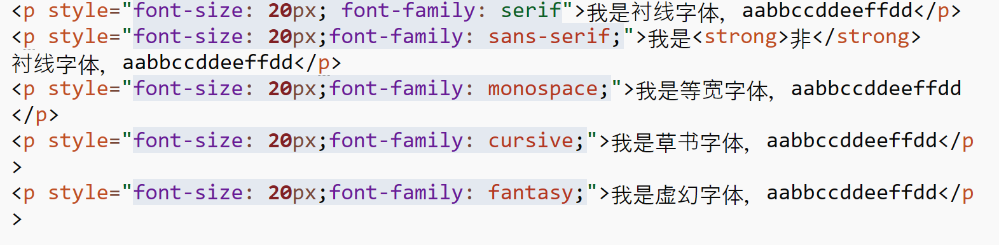 <p style="font-size: 20px; font-family: serif">我是衬线字体，aabbccddeeffdd</p>
<p style="font-size: 20px;font-family: sans-serif;">我是<strong>非</strong>
衬线字体，aabbccddeeffdd</p>
<p style="font-size: 20px;font-family: monospace;">我是等宽字体，aabbccddeeffdd
</p>
<p style="font-size: 20px;font-family: cursive;">我是草书字体，aabbccddeeffdd</p
>
<p style="font-size: 20px;font-family: fantasy;">我是虚幻字体，aabbccddeeffdd</p
>